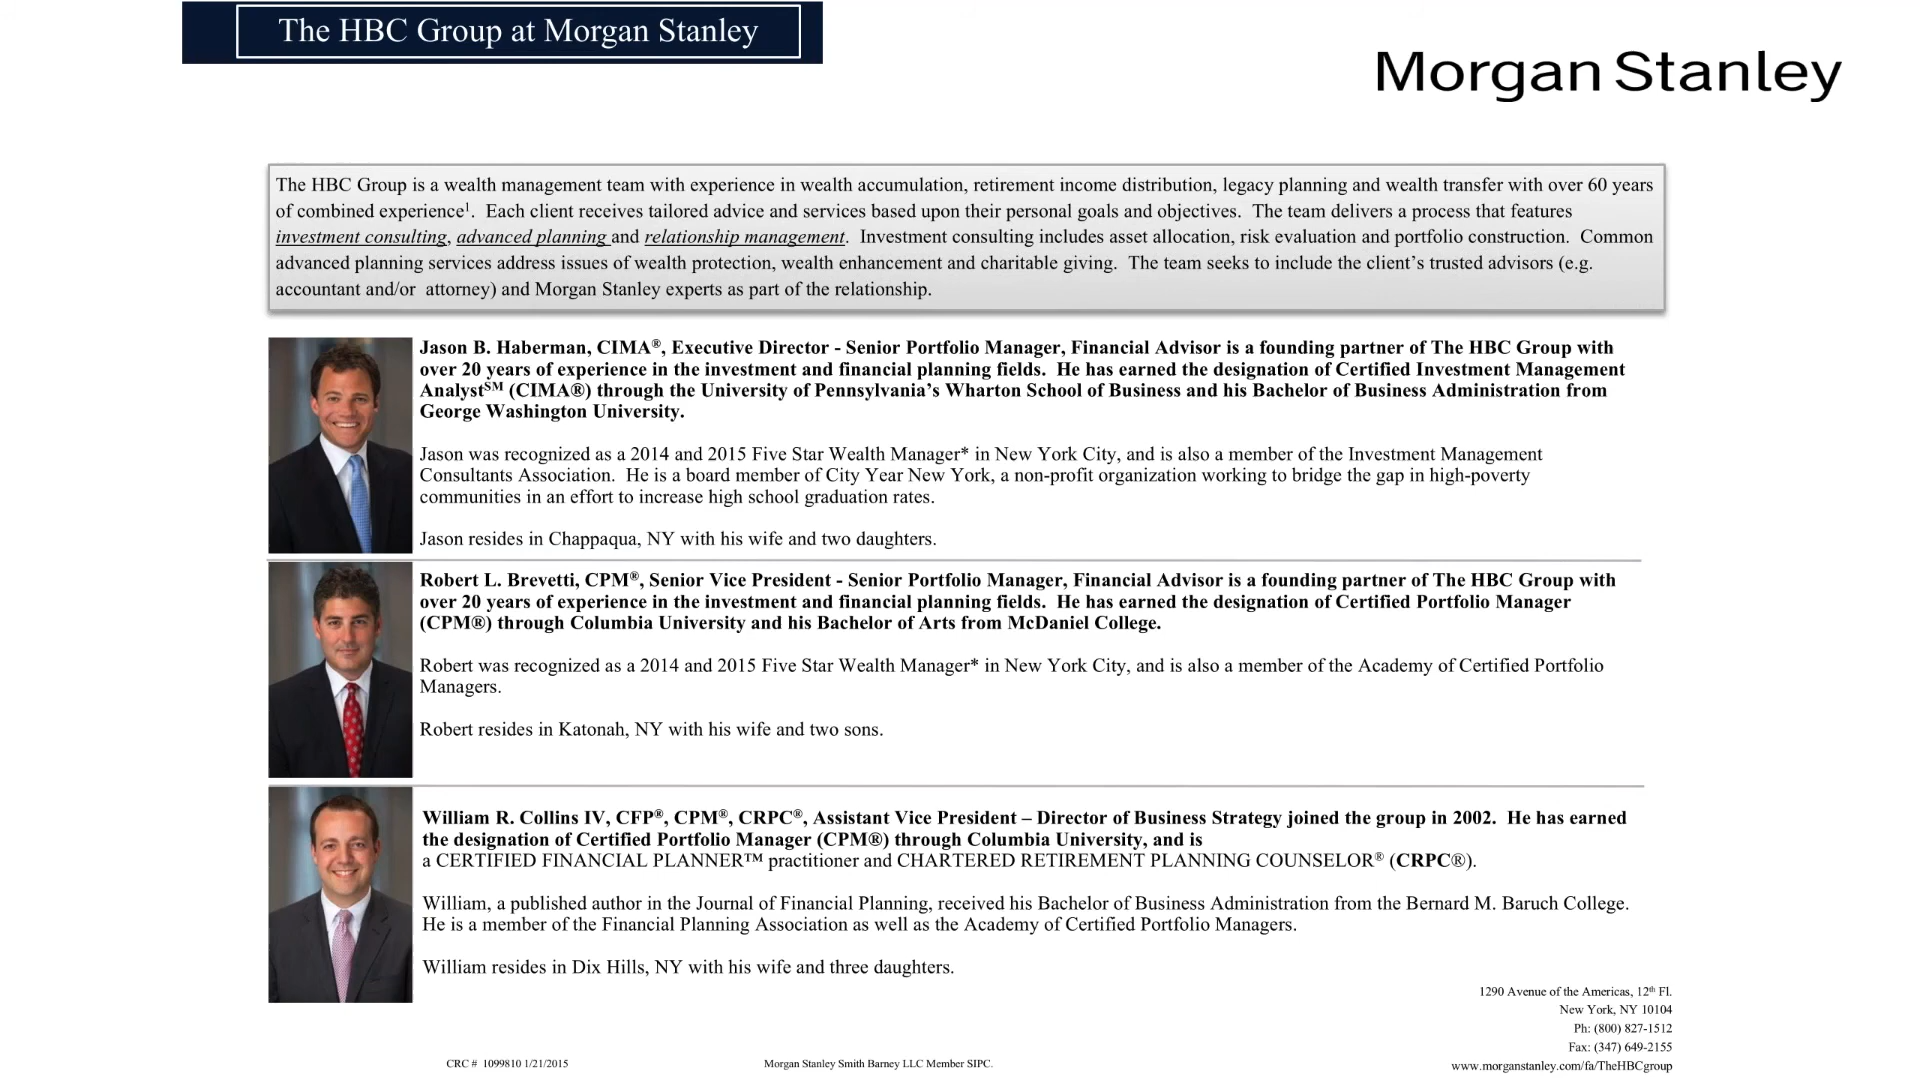 The HBC Group at Morgan Stanley
Morgan Stanley
The HBC Group is a wealth management team with experience in wealth accumulation, retirement income distribution, legacy planning and wealth transfer with over 60 years
of combined experience¹.  Each client receives tailored advice and services based upon their personal goals and objectives.  The team delivers a process that features
investment consulting, advanced planning and relationship management.  Investment consulting includes asset allocation, risk evaluation and portfolio construction.  Common
advanced planning services address issues of wealth protection, wealth enhancement and charitable giving.  The team seeks to include the client’s trusted advisors (e.g.
accountant and/or  attorney) and Morgan Stanley experts as part of the relationship.
Jason B. Haberman, CIMA®, Executive Director - Senior Portfolio Manager, Financial Advisor is a founding partner of The HBC Group with
over 20 years of experience in the investment and financial planning fields.  He has earned the designation of Certified Investment Management
Analyst℠ (CIMA®) through the University of Pennsylvania’s Wharton School of Business and his Bachelor of Business Administration from
George Washington University.
Jason was recognized as a 2014 and 2015 Five Star Wealth Manager* in New York City, and is also a member of the Investment Management
Consultants Association.  He is a board member of City Year New York, a non-profit organization working to bridge the gap in high-poverty
communities in an effort to increase high school graduation rates.
Jason resides in Chappaqua, NY with his wife and two daughters.
Robert L. Brevetti, CPM®, Senior Vice President - Senior Portfolio Manager, Financial Advisor is a founding partner of The HBC Group with
over 20 years of experience in the investment and financial planning fields.  He has earned the designation of Certified Portfolio Manager
(CPM®) through Columbia University and his Bachelor of Arts from McDaniel College.
Robert was recognized as a 2014 and 2015 Five Star Wealth Manager* in New York City, and is also a member of the Academy of Certified Portfolio
Managers.
Robert resides in Katonah, NY with his wife and two sons.
William R. Collins IV, CFP®, CPM®, CRPC®, Assistant Vice President – Director of Business Strategy joined the group in 2002.  He has earned
the designation of Certified Portfolio Manager (CPM®) through Columbia University, and is
a CERTIFIED FINANCIAL PLANNER™ practitioner and CHARTERED RETIREMENT PLANNING COUNSELOR® (CRPC®).
William, a published author in the Journal of Financial Planning, received his Bachelor of Business Administration from the Bernard M. Baruch College.
He is a member of the Financial Planning Association as well as the Academy of Certified Portfolio Managers.
William resides in Dix Hills, NY with his wife and three daughters.
1290 Avenue of the Americas, 12th Fl.
New York, NY 10104
Ph: (800) 827-1512
Fax: (347) 649-2155
www.morganstanley.com/fa/TheHBCgroup
CRC #  1099810 1/21/2015
Morgan Stanley Smith Barney LLC Member SIPC.